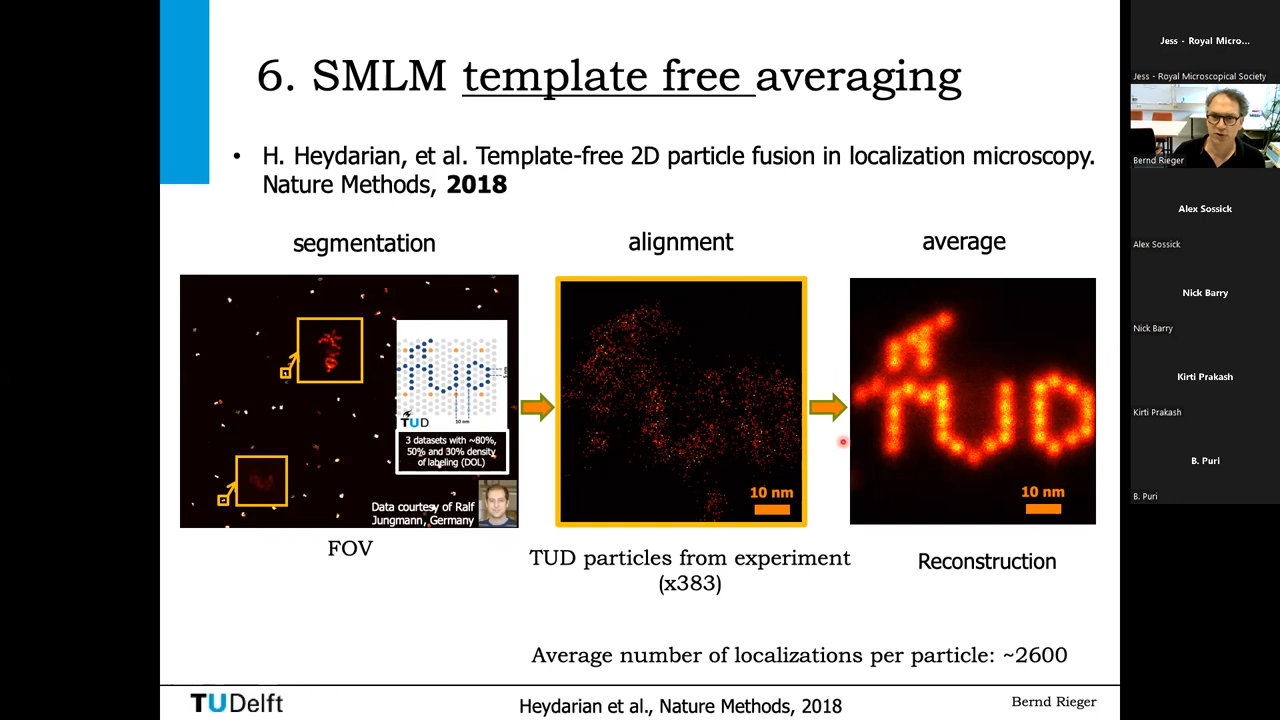 6. SMLM template free averaging
• H. Heydarian, et al. Template-free 2D particle fusion in localization microscopy.
Nature Methods, 2018
segmentation
alignment
average
TUD
10 nm
TUD
3 datasets with ~80%,
50% and 30% density
of labeling (DOL)
Data courtesy of Ralf
Jungmann, Germany
10 nm
TUD
10 nm
FOV
TUD particles from experiment
(x383)
Reconstruction
Average number of localizations per particle: ~2600
TUDelft
Heydarian et al., Nature Methods, 2018
Bernd Rieger
Jess - Royal Micro...
Jess - Royal Microscopical Society
Bernd Rieger
Alex Sossick
Alex Sossick
Nick Barry
Nick Barry
Kirti Prakash
Kirti Prakash
B. Puri
B. Puri